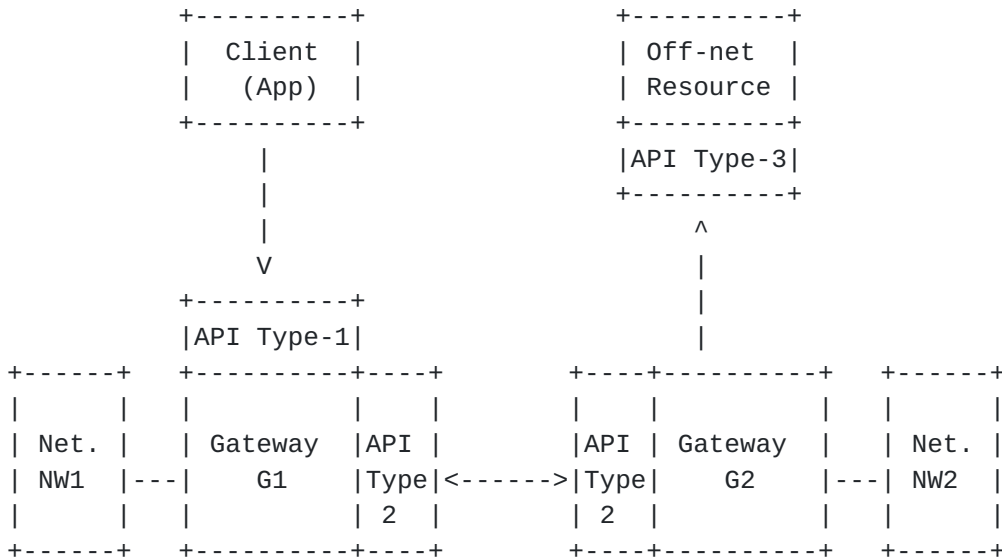 Client Off-net
(App) Resource
API Type-3
API Type-1
Net. Gateway API API Gateway Net.
NW1 G1 Type Type G2 NW2
2 2